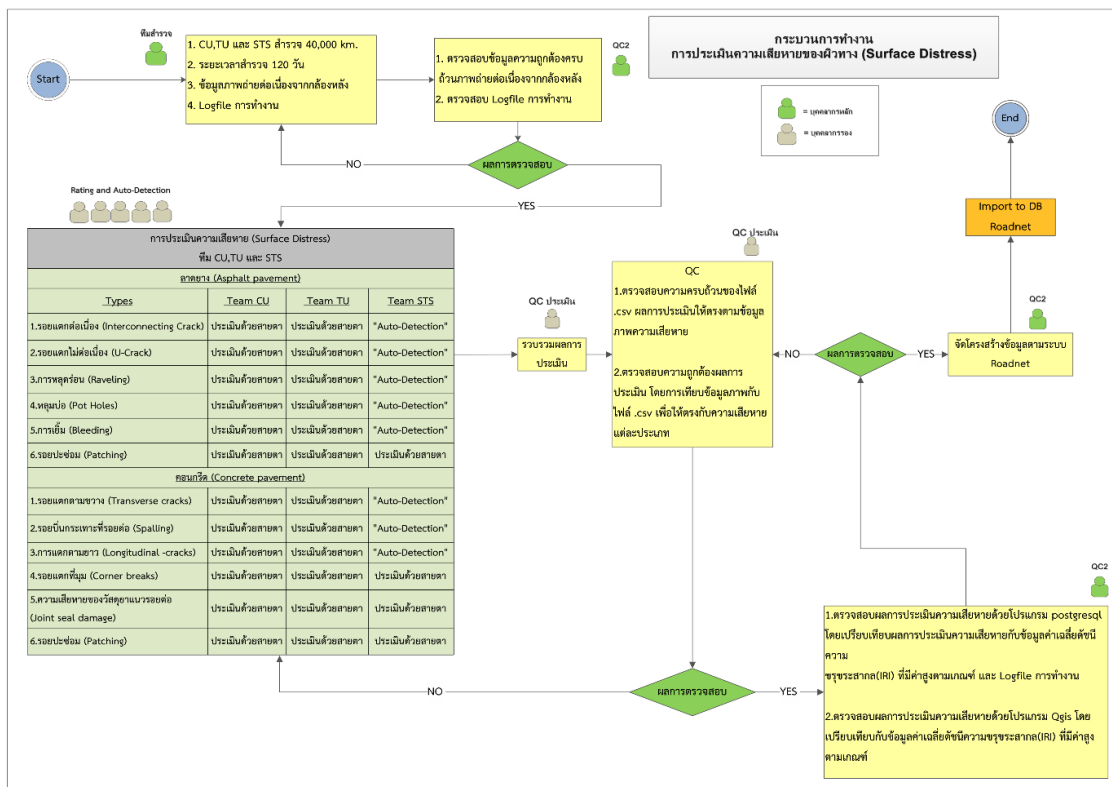 กระบวนการทำงาน
การประเมินความเสียหายของผิวทาง (Surface Distress)
= บุคลากรหลัก
= บุคลากรรอง
Start
ทีมสำรวจ
1. CU,TU และ STS สำรวจ 40,000 km.
2. ระยะเวลาสำรวจ 120 วัน
3. ข้อมูลภาพถ่ายต่อเนื่องจากกล้องหลัง
4. Logfile การทำงาน
QC2
1. ตรวจสอบข้อมูลความถูกต้องครบ
ถ้วนภาพถ่ายต่อเนื่องจากกล้องหลัง
2. ตรวจสอบ Logfile การทำงาน
ผลการตรวจสอบ
NO
YES
Rating and Auto-Detection
การประเมินความเสียหาย (Surface Distress)
ทีม CU,TU และ STS
ลาดยาง (Asphalt pavement)
Types Team CU Team TU Team STS
1.รอยแตกต่อเนื่อง (Interconnecting Crack) ประเมินด้วยสายตา ประเมินด้วยสายตา "Auto-Detection"
2.รอยแตกไม่ต่อเนื่อง (U-Crack) ประเมินด้วยสายตา ประเมินด้วยสายตา "Auto-Detection"
3.การหลุดร่อน (Raveling) ประเมินด้วยสายตา ประเมินด้วยสายตา "Auto-Detection"
4.หลุมบ่อ (Pot Holes) ประเมินด้วยสายตา ประเมินด้วยสายตา "Auto-Detection"
5.การเยิ้ม (Bleeding) ประเมินด้วยสายตา ประเมินด้วยสายตา "Auto-Detection"
6.รอยปะซ่อม (Patching) ประเมินด้วยสายตา ประเมินด้วยสายตา ประเมินด้วยสายตา
คอนกรีต (Concrete pavement)
1.รอยแตกตามขวาง (Transverse cracks) ประเมินด้วยสายตา ประเมินด้วยสายตา "Auto-Detection"
2.รอยบิ่นกระเทาะที่รอยต่อ (Spalling) ประเมินด้วยสายตา ประเมินด้วยสายตา "Auto-Detection"
3.การแตกตามยาว (Longitudinal -cracks) ประเมินด้วยสายตา ประเมินด้วยสายตา "Auto-Detection"
4.รอยแตกที่มุม (Corner breaks) ประเมินด้วยสายตา ประเมินด้วยสายตา ประเมินด้วยสายตา
5.ความเสียหายของวัสดุยาแนวรอยต่อ
(Joint seal damage) ประเมินด้วยสายตา ประเมินด้วยสายตา ประเมินด้วยสายตา
6.รอยปะซ่อม (Patching) ประเมินด้วยสายตา ประเมินด้วยสายตา ประเมินด้วยสายตา
QC ประเมิน
รวบรวมผลการ
ประเมิน
QC ประเมิน
QC
1.ตรวจสอบความครบถ้วนของไฟล์
.csv ผลการประเมินให้ตรงตามข้อมูล
ภาพความเสียหาย
2.ตรวจสอบความถูกต้องผลการ
ประเมิน โดยการเทียบข้อมูลภาพกับ
ไฟล์ .csv เพื่อให้ตรงกับความเสียหาย
แต่ละประเภท
ผลการตรวจสอบ
NO
YES
QC2
1.ตรวจสอบผลการประเมินความเสียหายด้วยโปรแกรม postgresql
โดยเปรียบเทียบผลการประเมินความเสียหายกับข้อมูลค่าเฉลี่ยดัชนี
ความ
ขรุขระสากล(IRI) ที่มีค่าสูงตามเกณฑ์ และ Logfile การทำงาน
2.ตรวจสอบผลการประเมินความเสียหายด้วยโปรแกรม Qgis โดย
เปรียบเทียบกับข้อมูลค่าเฉลี่ยดัชนีความขรุขระสากล(IRI) ที่มีค่าสูง
ตามเกณฑ์
ผลการตรวจสอบ
NO
YES
QC2
จัดโครงสร้างข้อมูลตามระบบ
Roadnet
Import to DB
Roadnet
End